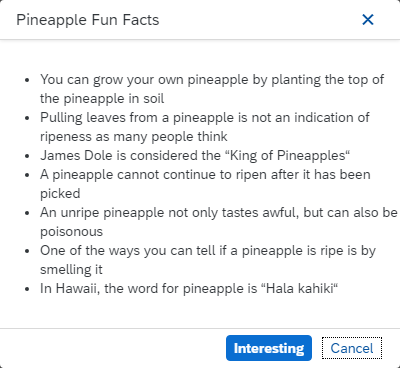 Pineapple Fun Facts
• You can grow your own pineapple by planting the top of
the pineapple in soil
• Pulling leaves from a pineapple is not an indication of
ripeness as many people think
• James Dole is considered the “King of Pineapples“
• A pineapple cannot continue to ripen after it has been
picked
• An unripe pineapple not only tastes awful, but can also be
poisonous
• One of the ways you can tell if a pineapple is ripe is by
smelling it
• In Hawaii, the word for pineapple is “Hala kahiki“
Interesting Cancel